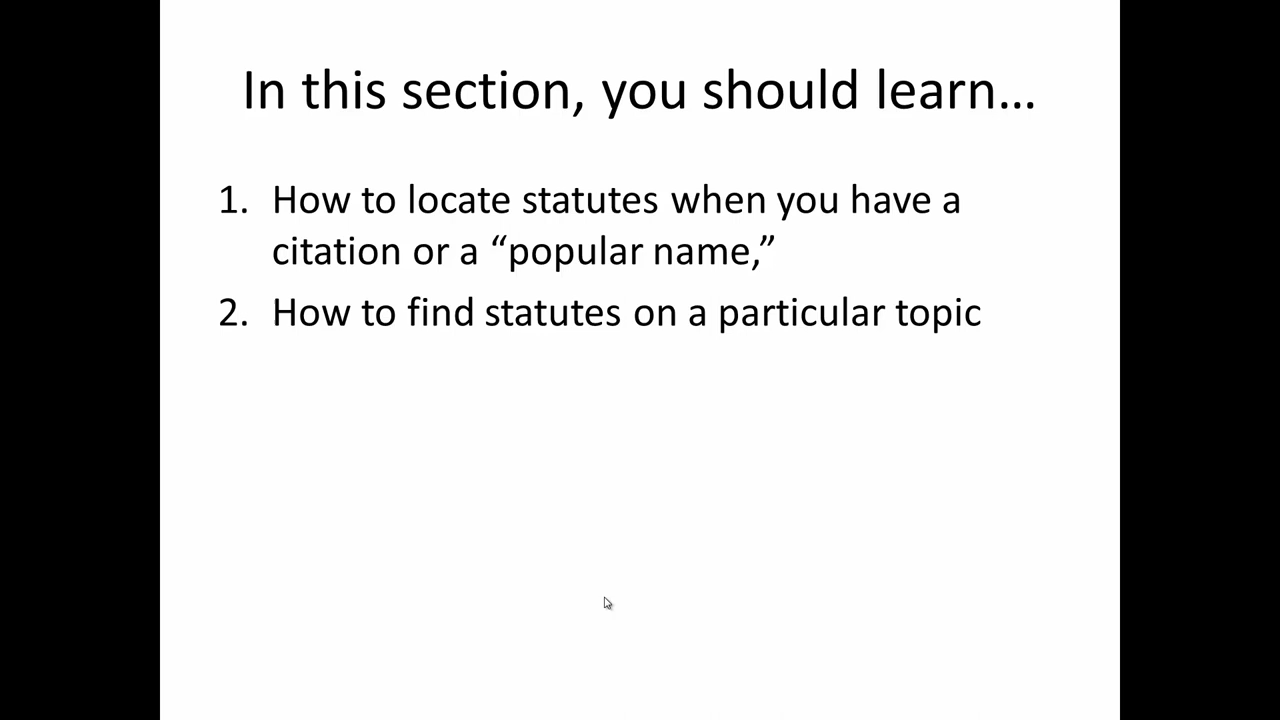 In this section, you should learn…
1. How to locate statutes when you have a
citation or a “popular name,”
2. How to find statutes on a particular topic